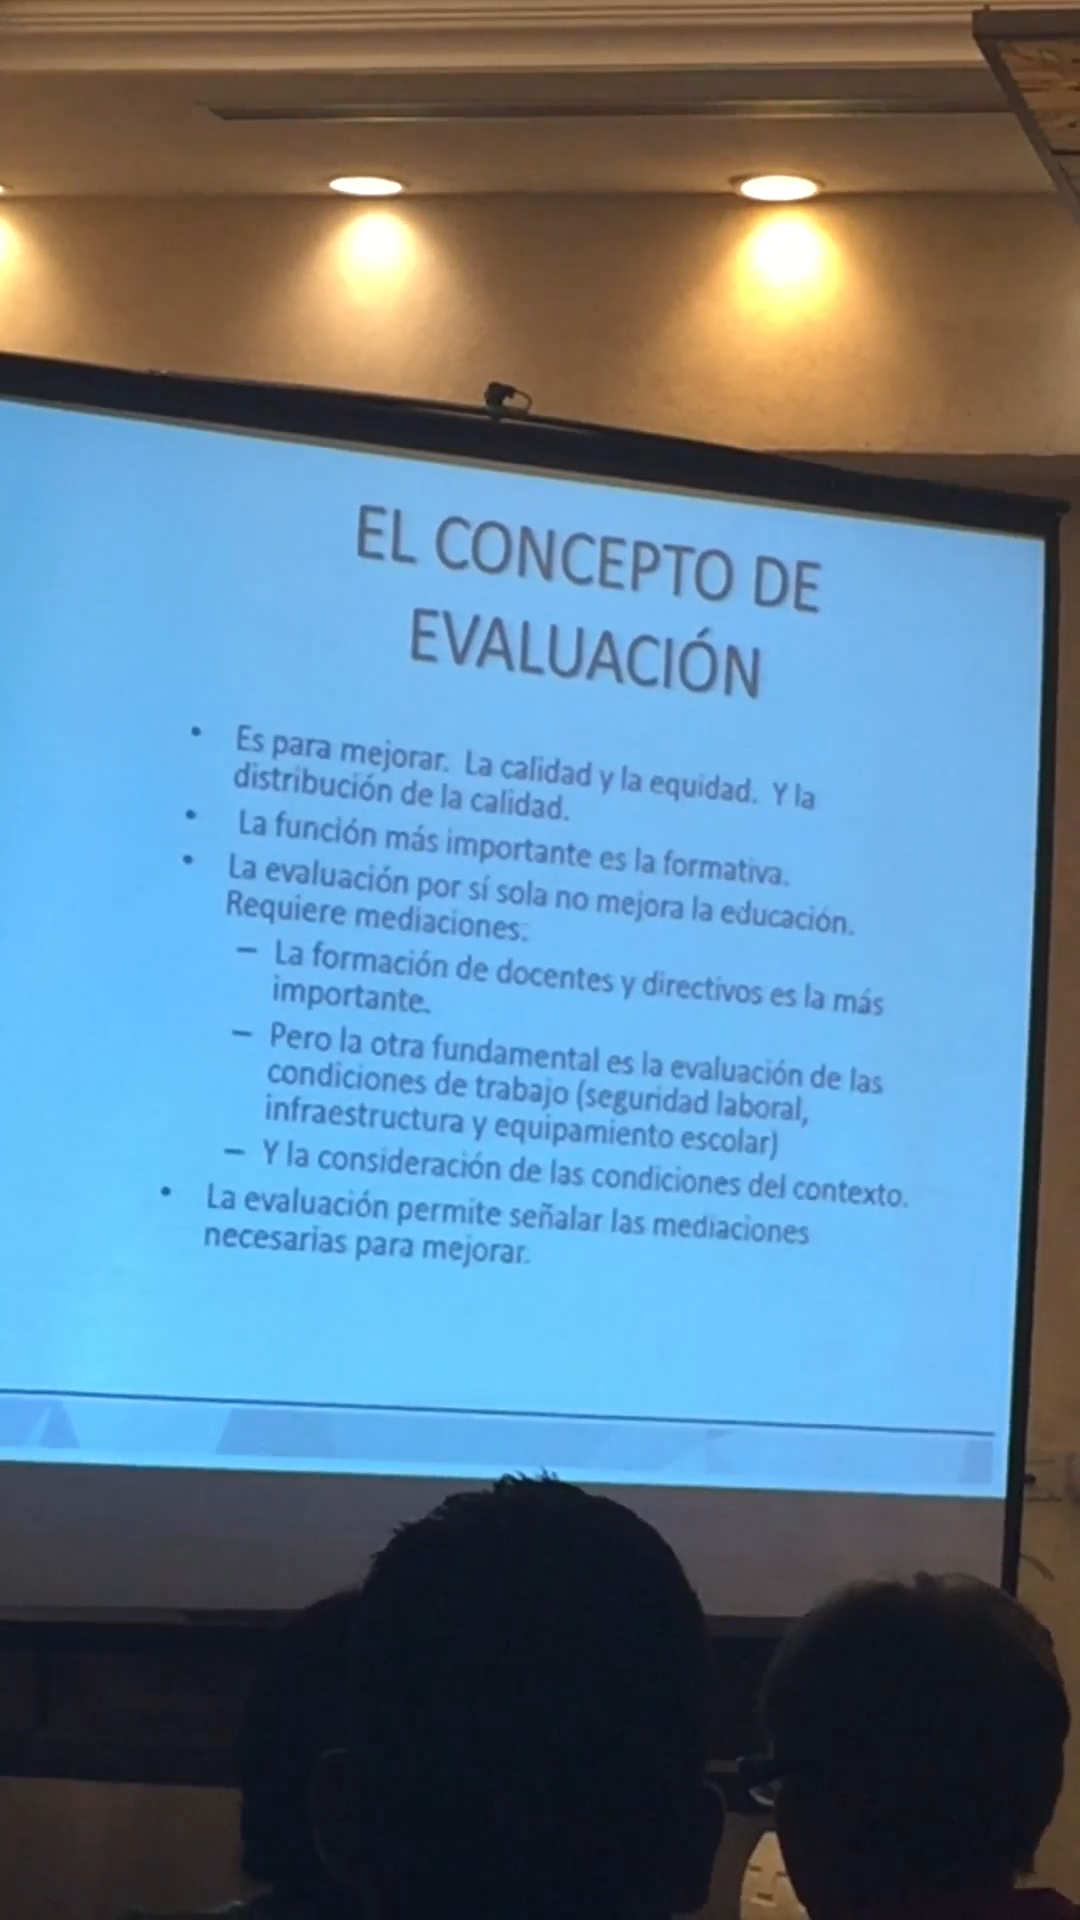 EL CONCEPTO DE
EVALUACIÓN
• Es para mejorar. La calidad y la equidad. Y la
distribución de la calidad.
• La función más importante es la formativa.
• La evaluación por sí sola no mejora la educación.
Requiere mediaciones.
– La formación de docentes y directivos es la más
importante.
– Pero la otra fundamental es la evaluación de las
condiciones de trabajo (seguridad laboral,
infraestructura y equipamiento escolar)
– Y la consideración de las condiciones del contexto.
• La evaluación permite señalar las mediaciones
necesarias para mejorar.